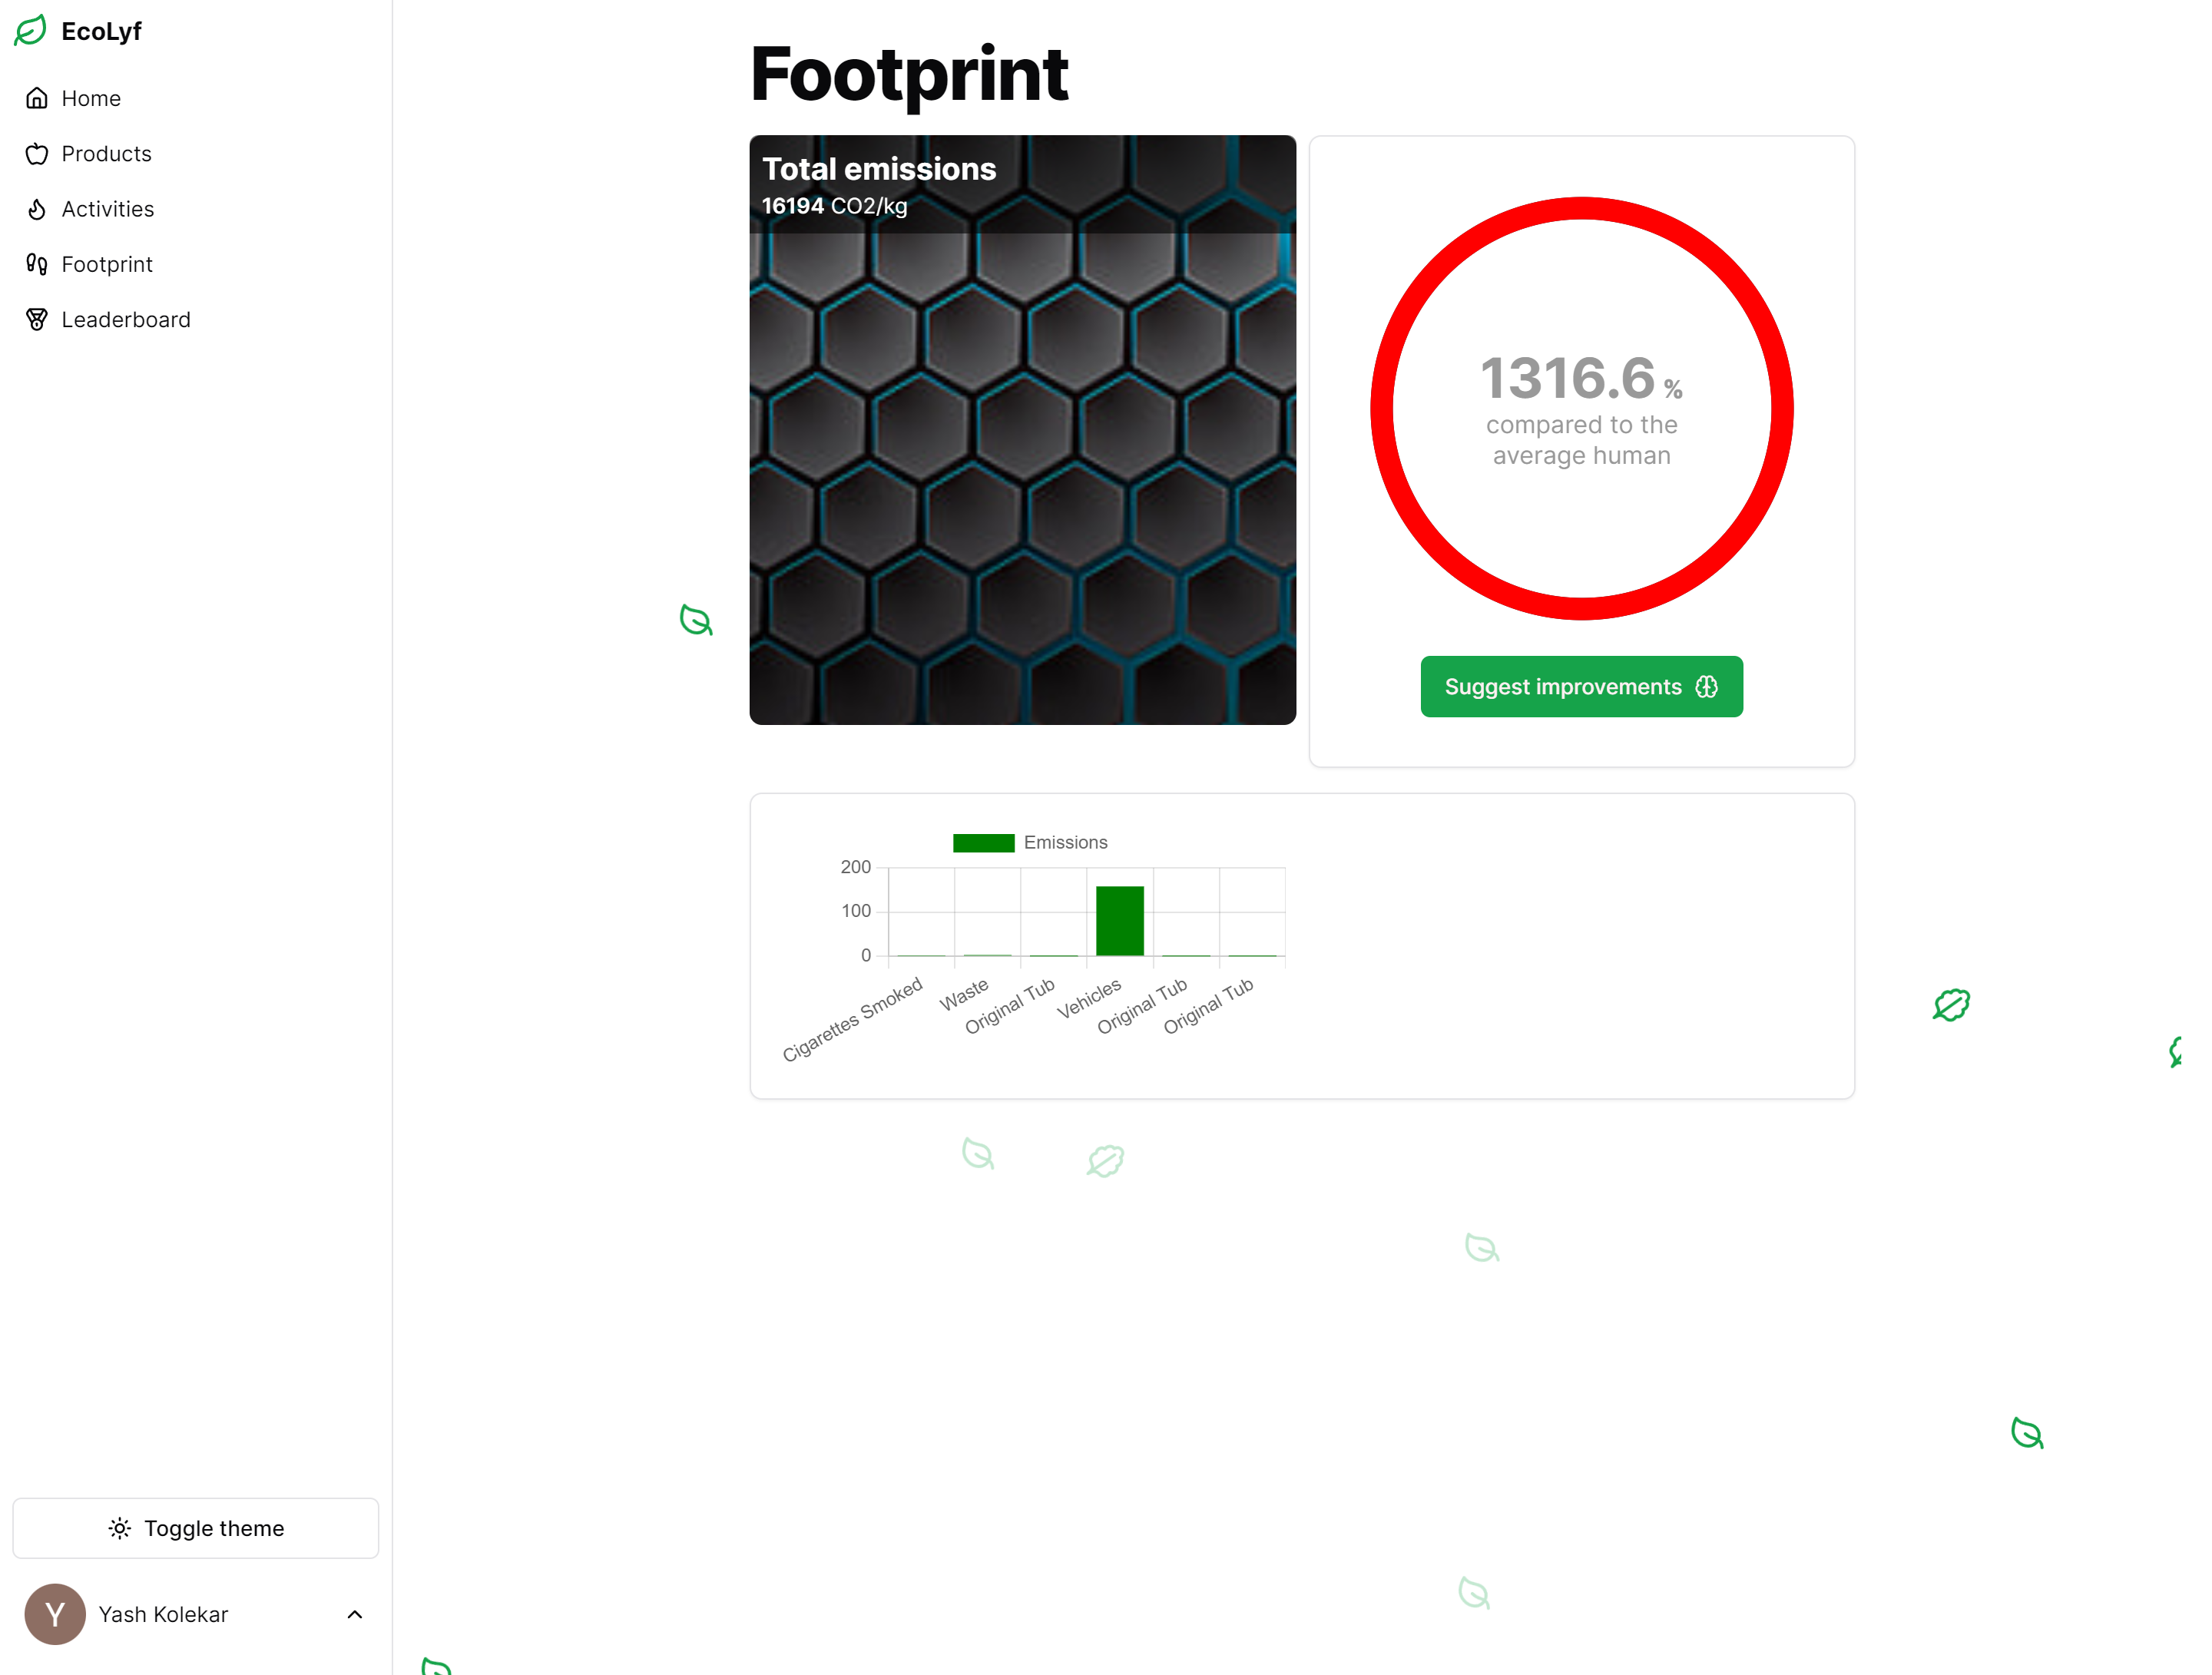 EcoLyf
Home
Products
Activities
Footprint
Leaderboard
Toggle theme
Y
Yash Kolekar
Footprint
Total emissions
16194 CO2/kg
1316.6 %
compared to the
average human
Suggest improvements
Emissions
200
100
0
Cigarettes Smoked
Waste
Original Tub
Vehicles
Original Tub
Original Tub